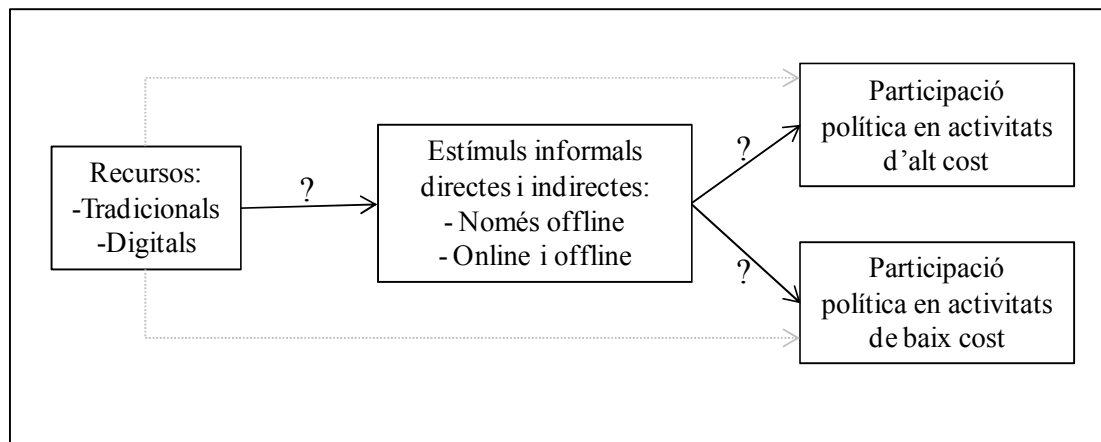 Recursos:
-Tradicionals
-Digitals
?
Estímuls informals
directes i indirectes:
- Només offline
- Online i offline
?
?
Participació
política en activitats
d’alt cost
Participació
política en activitats
de baix cost